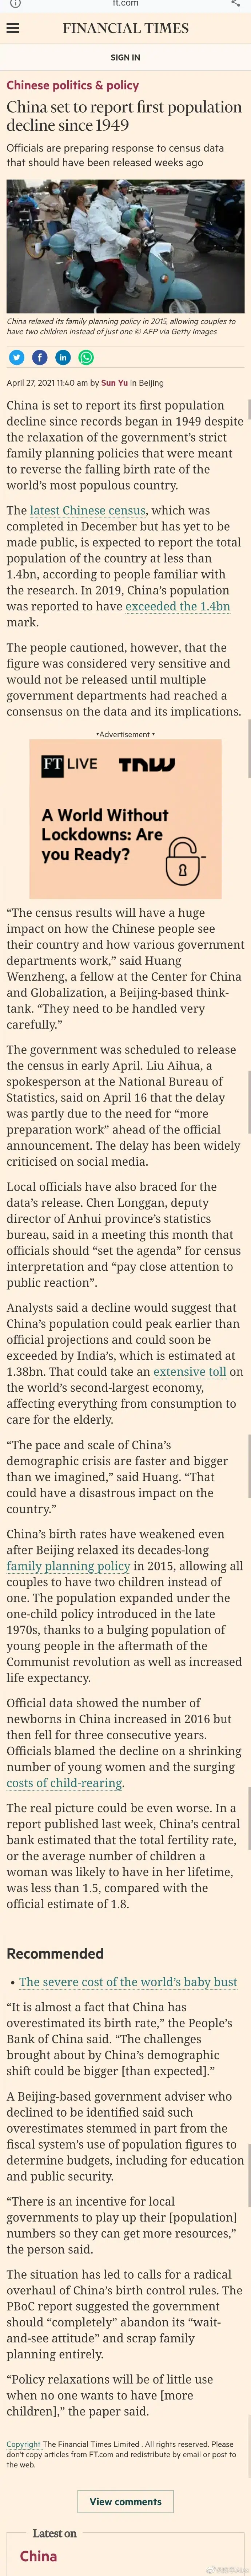 ft.com
FINANCIAL TIMES
SIGN IN
Chinese politics & policy
China set to report first population
decline since 1949
Officials are preparing response to census data
that should have been released weeks ago
China relaxed its family planning policy in 2015, allowing couples to
have two children instead of just one © AFP via Getty Images
April 27, 2021 11:40 am by Sun Yu in Beijing
China is set to report its first population
decline since records began in 1949 despite
the relaxation of the government's strict
family planning policies that were meant
to reverse the falling birth rate of the
world's most populous country.
The latest Chinese census, which was
completed in December but has yet to be
made public, is expected to report the total
population of the country at less than
1.4bn, according to people familiar with
the research. In 2019, China's population
was reported to have exceeded the 1.4bn
mark.
The people cautioned, however, that the
figure was considered very sensitive and
would not be released until multiple
government departments had reached a
consensus on the data and its implications.
•Advertisement •
FT LIVE TNW
A World Without
Lockdowns: Are
you Ready?
“The census results will have a huge
impact on how the Chinese people see
their country and how various government
departments work,” said Huang
Wenzheng, a fellow at the Center for China
and Globalization, a Beijing-based think-
tank. “They need to be handled very
carefully.”
The government was scheduled to release
the census in early April. Liu Aihua, a
spokesperson at the National Bureau of
Statistics, said on April 16 that the delay
was partly due to the need for “more
preparation work” ahead of the official
announcement. The delay has been widely
criticised on social media.
Local officials have also braced for the
data's release. Chen Longgan, deputy
director of Anhui province's statistics
bureau, said in a meeting this month that
officials should “set the agenda” for census
interpretation and “pay close attention to
public reaction”.
Analysts said a decline would suggest that
China's population could peak earlier than
official projections and could soon be
exceeded by India's, which is estimated at
1.38bn. That could take an extensive toll on
the world's second-largest economy,
affecting everything from consumption to
care for the elderly.
“The pace and scale of China's
demographic crisis are faster and bigger
than we imagined,” said Huang. “That
could have a disastrous impact on the
country.”
China's birth rates have weakened even
after Beijing relaxed its decades-long
family planning policy in 2015, allowing all
couples to have two children instead of
one. The population expanded under the
one-child policy introduced in the late
1970s, thanks to a bulging population of
young people in the aftermath of the
Communist revolution as well as increased
life expectancy.
Official data showed the number of
newborns in China increased in 2016 but
then fell for three consecutive years.
Officials blamed the decline on a shrinking
number of young women and the surging
costs of child-rearing.
The real picture could be even worse. In a
report published last week, China's central
bank estimated that the total fertility rate,
or the average number of children a
woman was likely to have in her lifetime,
was less than 1.5, compared with the
official estimate of 1.8.
Recommended
• The severe cost of the world's baby bust
“It is almost a fact that China has
overestimated its birth rate,” the People's
Bank of China said. “The challenges
brought about by China's demographic
shift could be bigger [than expected].”
A Beijing-based government adviser who
declined to be identified said such
overestimates stemmed in part from the
fiscal system's use of population figures to
determine budgets, including for education
and public security.
“There is an incentive for local
governments to play up their [population]
numbers so they can get more resources,”
the person said.
The situation has led to calls for a radical
overhaul of China's birth control rules. The
PBoC report suggested the government
should “completely” abandon its “wait-
and-see attitude” and scrap family
planning entirely.
“Policy relaxations will be of little use
when no one wants to have [more
children],” the paper said.
Copyright The Financial Times Limited . All rights reserved. Please
don't copy articles from FT.com and redistribute by email or post to
the web.
View comments
Latest on
China